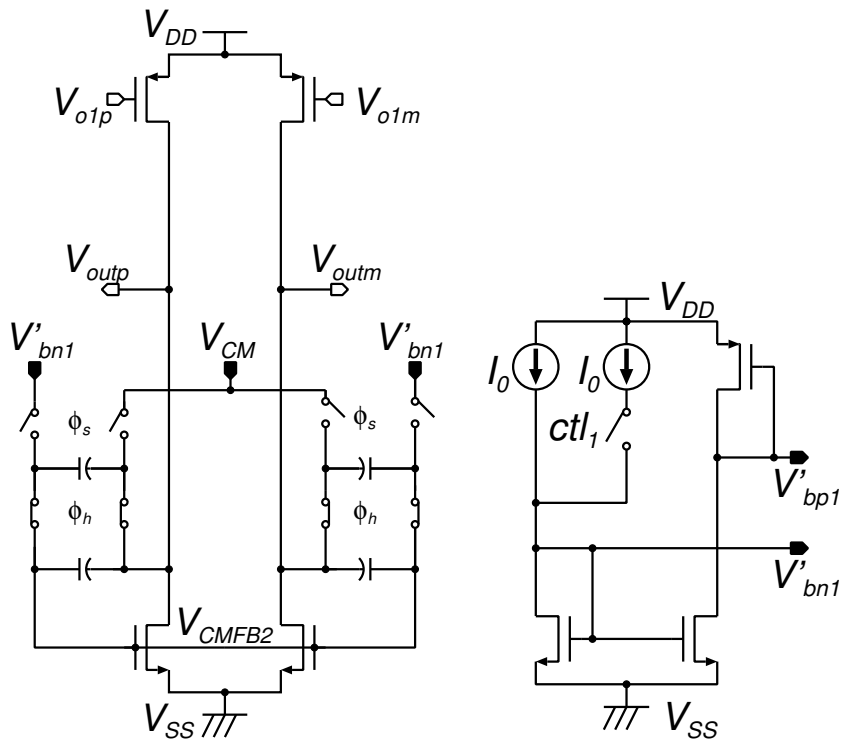 V_DD
V_o1p
V_o1m
V_outp
V_outm
V'_bn1
V_CM
V'_bn1
ϕ_s
ϕ_s
ϕ_h
ϕ_h
V_CMFB2
V_SS
V_DD
I_0
I_0
ctl_1
V'_bp1
V'_bn1
V_SS